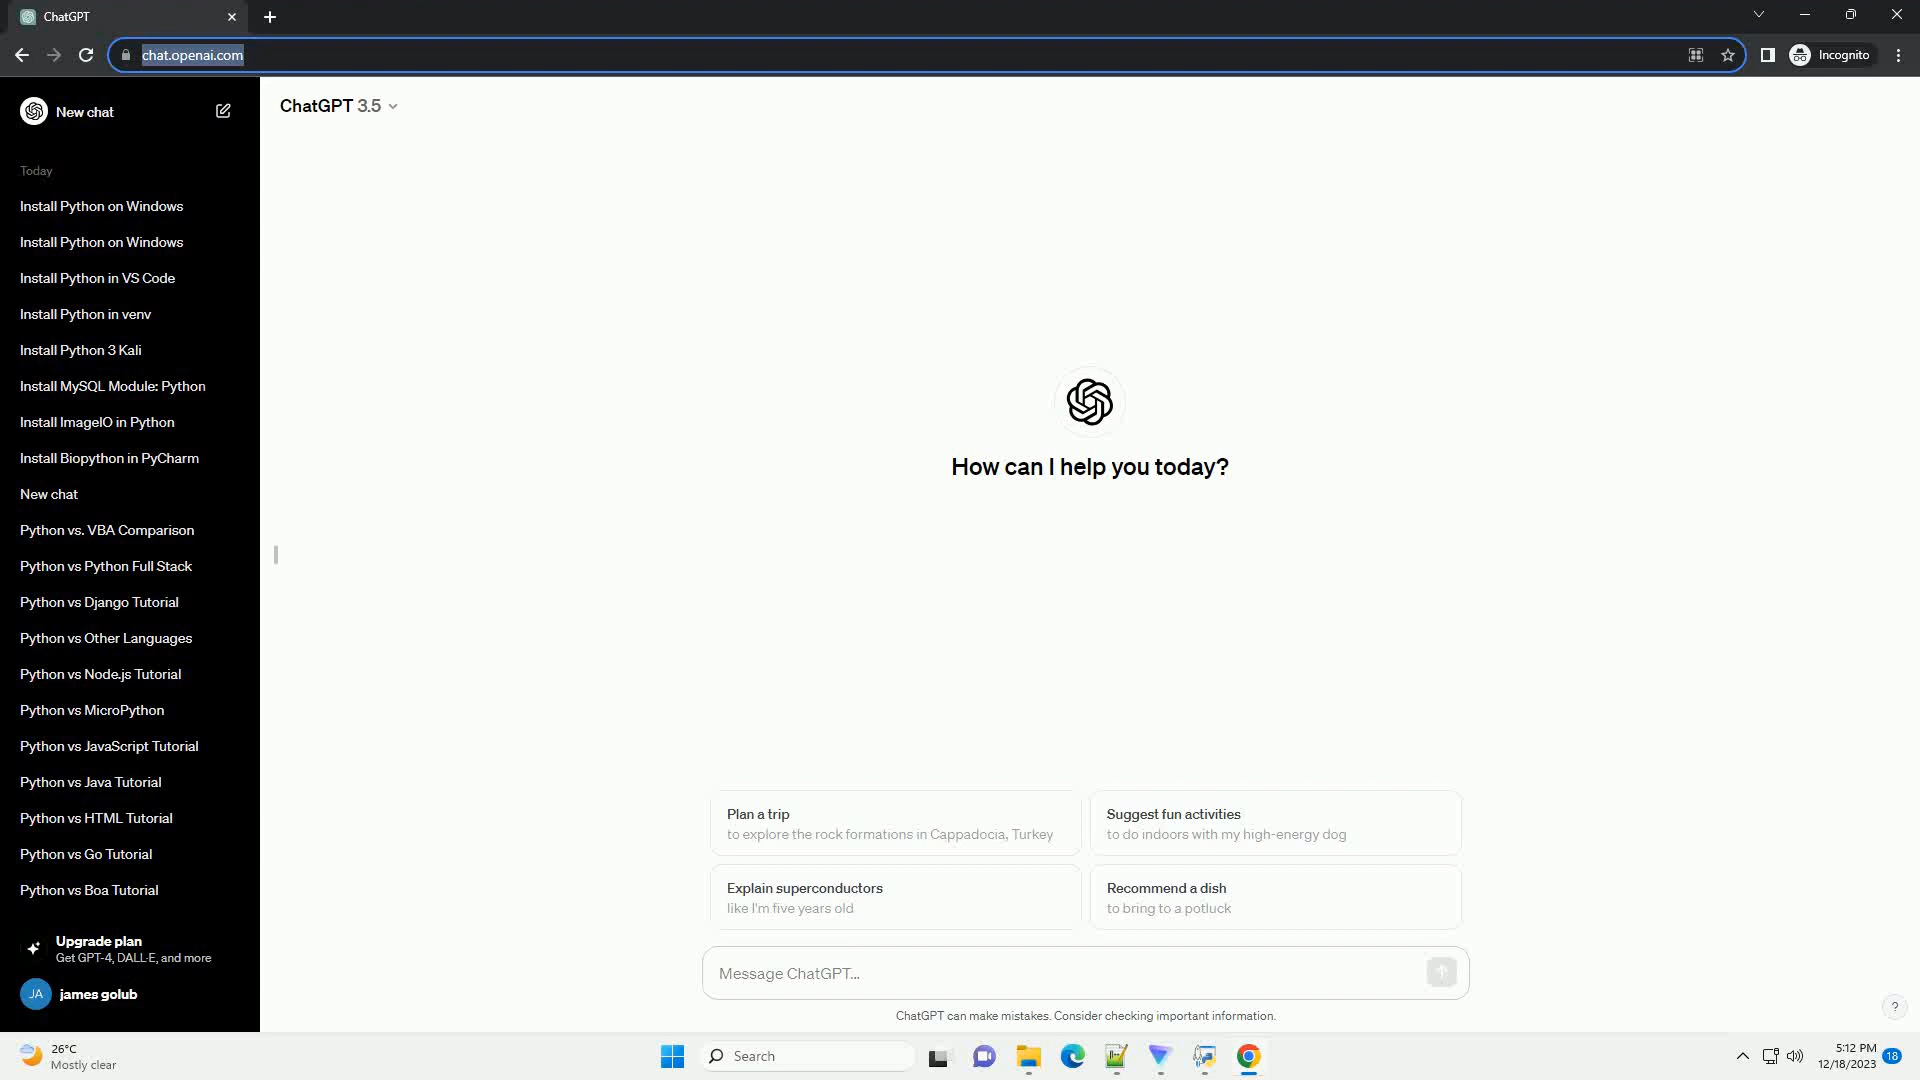 ChatGPT
chat.openai.com
Incognito
New chat
ChatGPT 3.5
Today
Install Python on Windows
Install Python on Windows
Install Python in VS Code
Install Python in venv
Install Python 3 Kali
Install MySQL Module: Python
Install ImageIO in Python
Install Biopython in PyCharm
New chat
Python vs. VBA Comparison
Python vs Python Full Stack
Python vs Django Tutorial
Python vs Other Languages
Python vs Node.js Tutorial
Python vs MicroPython
Python vs JavaScript Tutorial
Python vs Java Tutorial
Python vs HTML Tutorial
Python vs Go Tutorial
Python vs Boa Tutorial
Upgrade plan
Get GPT-4, DALL·E, and more
JA james golub
How can I help you today?
Plan a trip
to explore the rock formations in Cappadocia, Turkey
Suggest fun activities
to do indoors with my high-energy dog
Explain superconductors
like I'm five years old
Recommend a dish
to bring to a potluck
Message ChatGPT...
ChatGPT can make mistakes. Consider checking important information.
?
26°C
Mostly clear
Search
5:12 PM
12/18/2023
18